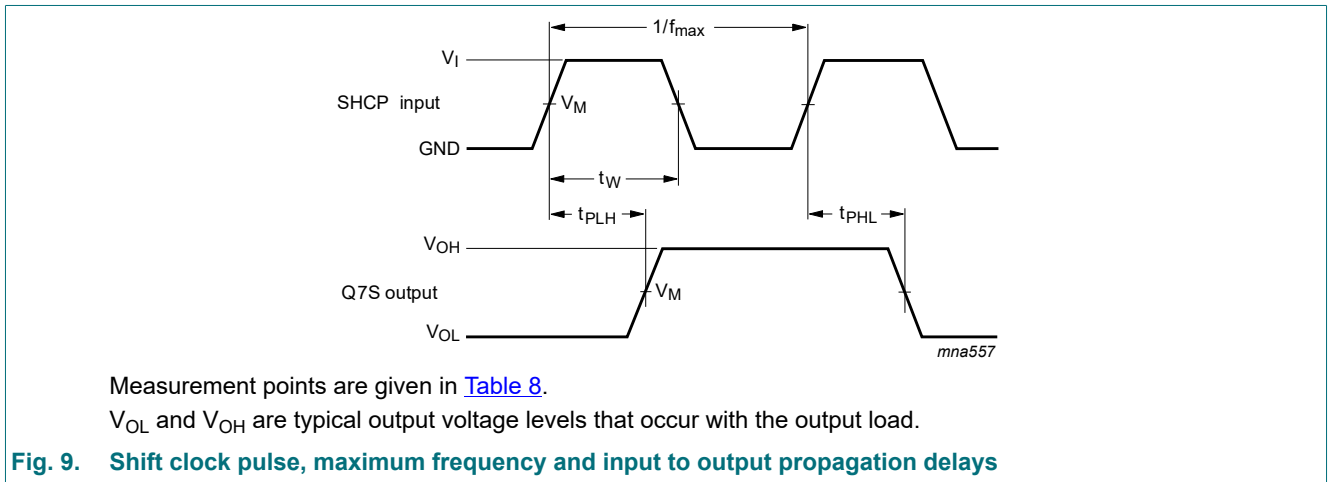 1/fmax
VI
SHCP input
VM
GND
tW
tPLH
tPHL
VOH
Q7S output
VM
VOL
mna557
Measurement points are given in Table 8.
VOL and VOH are typical output voltage levels that occur with the output load.
Fig. 9. Shift clock pulse, maximum frequency and input to output propagation delays